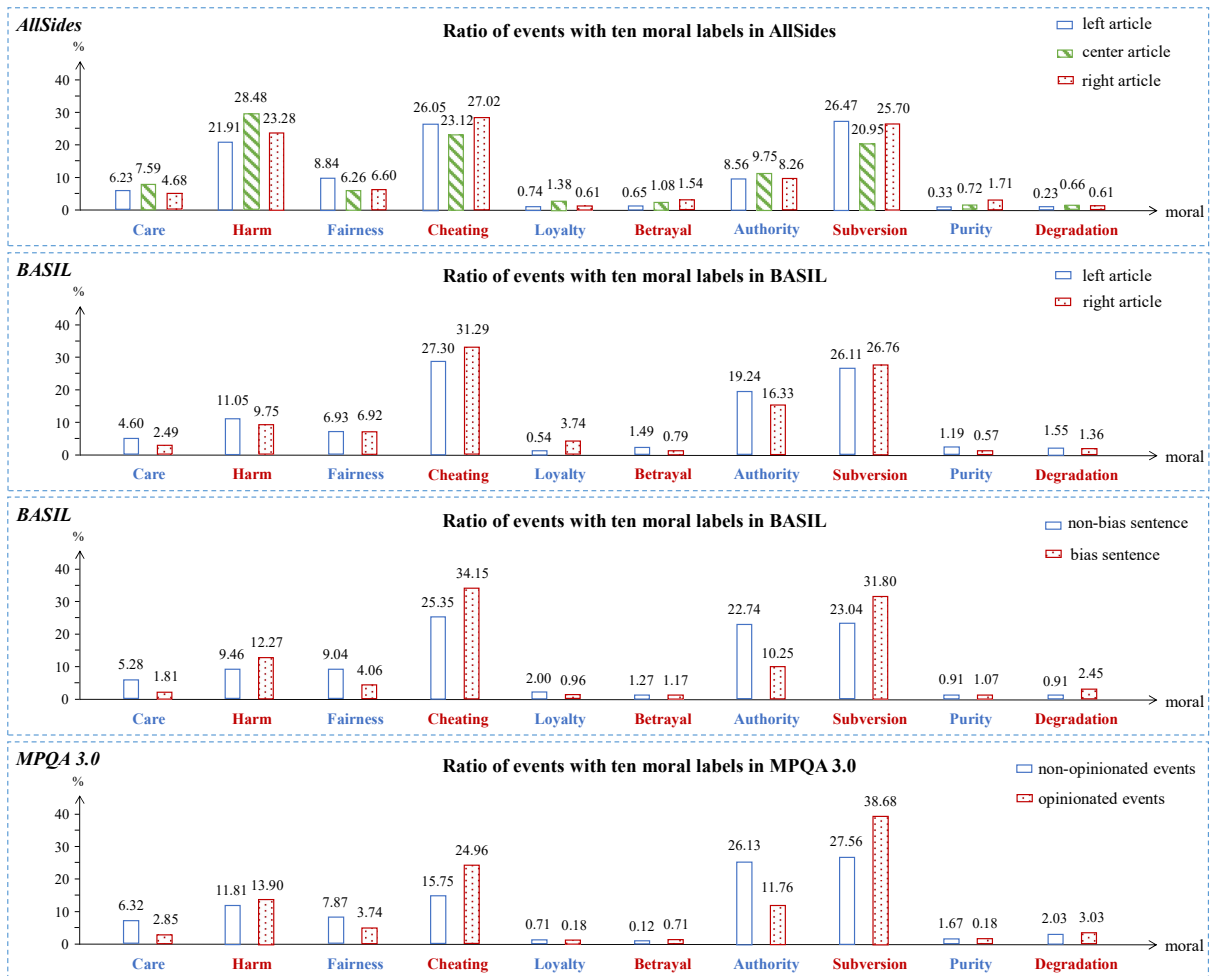 AllSides
Ratio of events with ten moral labels in AllSides
left article
center article
right article
%
40
30
20
10
0
6.23 7.59 4.68
21.91 28.48 23.28
8.84 6.26 6.60
26.05 23.12 27.02
0.74 1.38 0.61
0.65 1.08 1.54
8.56 9.75 8.26
26.47 20.95 25.70
0.33 0.72 1.71
0.23 0.66 0.61
Care Harm Fairness Cheating Loyalty Betrayal Authority Subversion Purity Degradation moral
BASIL
Ratio of events with ten moral labels in BASIL
left article
right article
%
40
30
20
10
0
4.60 2.49
11.05 9.75
6.93 6.92
27.30 31.29
0.54 3.74
1.49 0.79
19.24 16.33
26.11 26.76
1.19 0.57
1.55 1.36
Care Harm Fairness Cheating Loyalty Betrayal Authority Subversion Purity Degradation moral
BASIL
Ratio of events with ten moral labels in BASIL
non-bias sentence
bias sentence
%
40
30
20
10
0
5.28 1.81
9.46 12.27
9.04 4.06
25.35 34.15
2.00 0.96
1.27 1.17
22.74 10.25
23.04 31.80
0.91 1.07
0.91 2.45
Care Harm Fairness Cheating Loyalty Betrayal Authority Subversion Purity Degradation moral
MPQA 3.0
Ratio of events with ten moral labels in MPQA 3.0
non-opinionated events
opinionated events
%
40
30
20
10
0
6.32 2.85
11.81 13.90
7.87 3.74
15.75 24.96
0.71 0.18
0.12 0.71
26.13 11.76
27.56 38.68
1.67 0.18
2.03 3.03
Care Harm Fairness Cheating Loyalty Betrayal Authority Subversion Purity Degradation moral